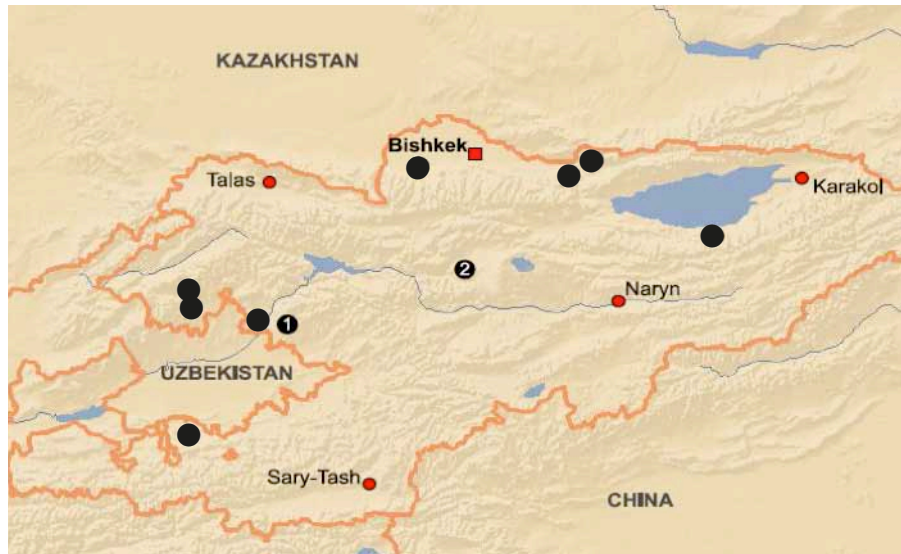 KAZAKHSTAN
Bishkek
Talas
Karakol
2
Naryn
1
UZBEKISTAN
Sary-Tash
CHINA